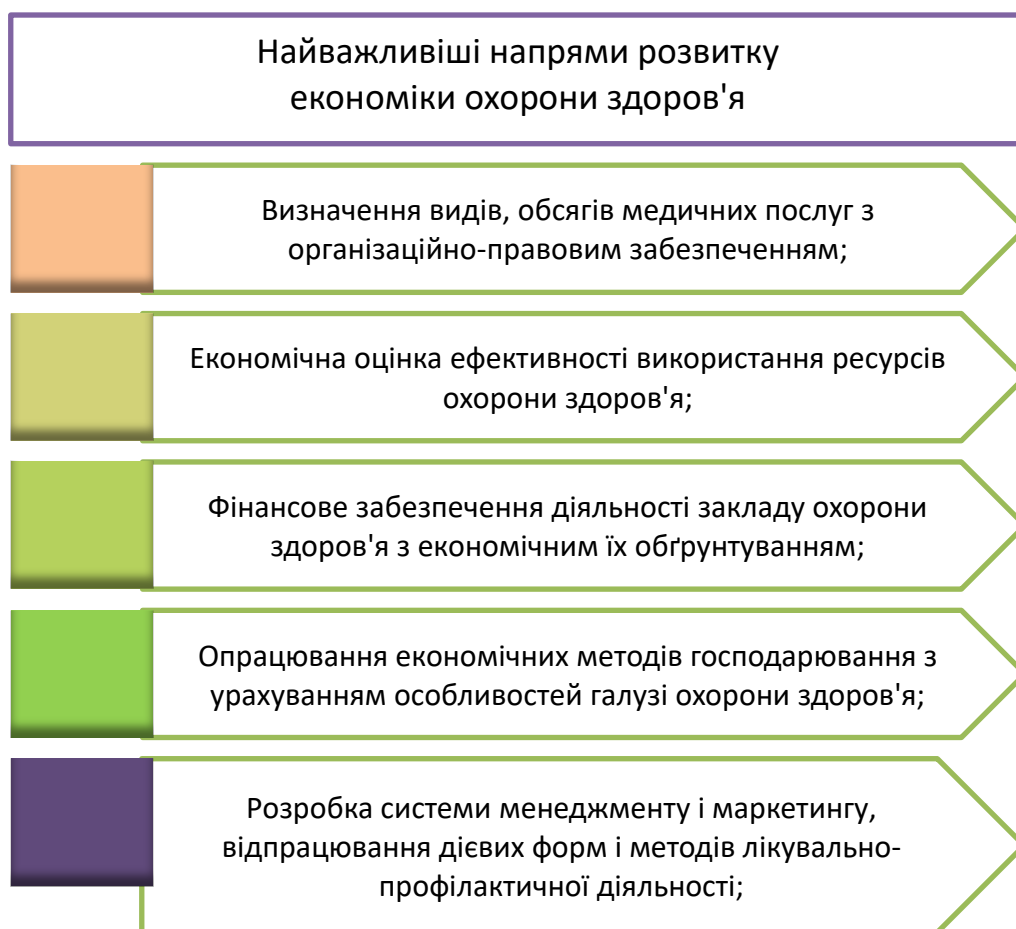 Найважливіші напрями розвитку
економіки охорони здоров'я
Визначення видів, обсягів медичних послуг з
організаційно-правовим забезпеченням;
Економічна оцінка ефективності використання ресурсів
охорони здоров'я;
Фінансове забезпечення діяльності закладу охорони
здоров'я з економічним їх обґрунтуванням;
Опрацювання економічних методів господарювання з
урахуванням особливостей галузі охорони здоров'я;
Розробка системи менеджменту і маркетингу,
відпрацювання дієвих форм і методів лікувально-
профілактичної діяльності;